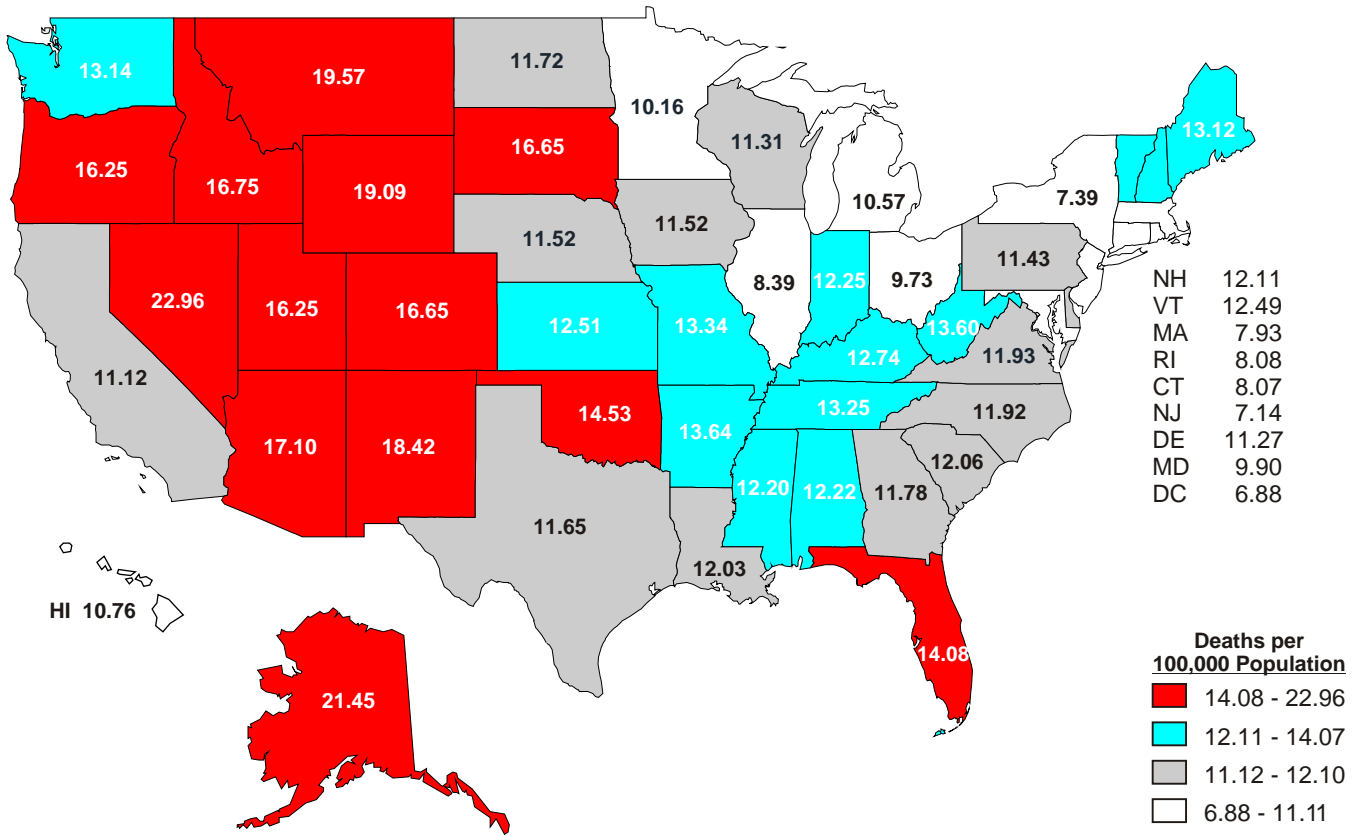 11.72
13.14
19.57
10.16
13.12
11.31
16.65
16.25
16.75
19.09
10.57
7.39
11.52
11.52
11.43
8.39
12.25
9.73
22.96
16.25
16.65
12.51
13.34
13.60
12.74
11.93
11.12
13.25
11.92
14.53
17.10
18.42
13.64
12.06
12.20
12.22
11.78
11.65
12.03
NH 12.11
VT 12.49
MA 7.93
RI 8.08
CT 8.07
NJ 7.14
DE 11.27
MD 9.90
DC 6.88
HI 10.76
14.08
21.45
Deaths per
100,000 Population
14.08 - 22.96
12.11 - 14.07
11.12 - 12.10
6.88 - 11.11